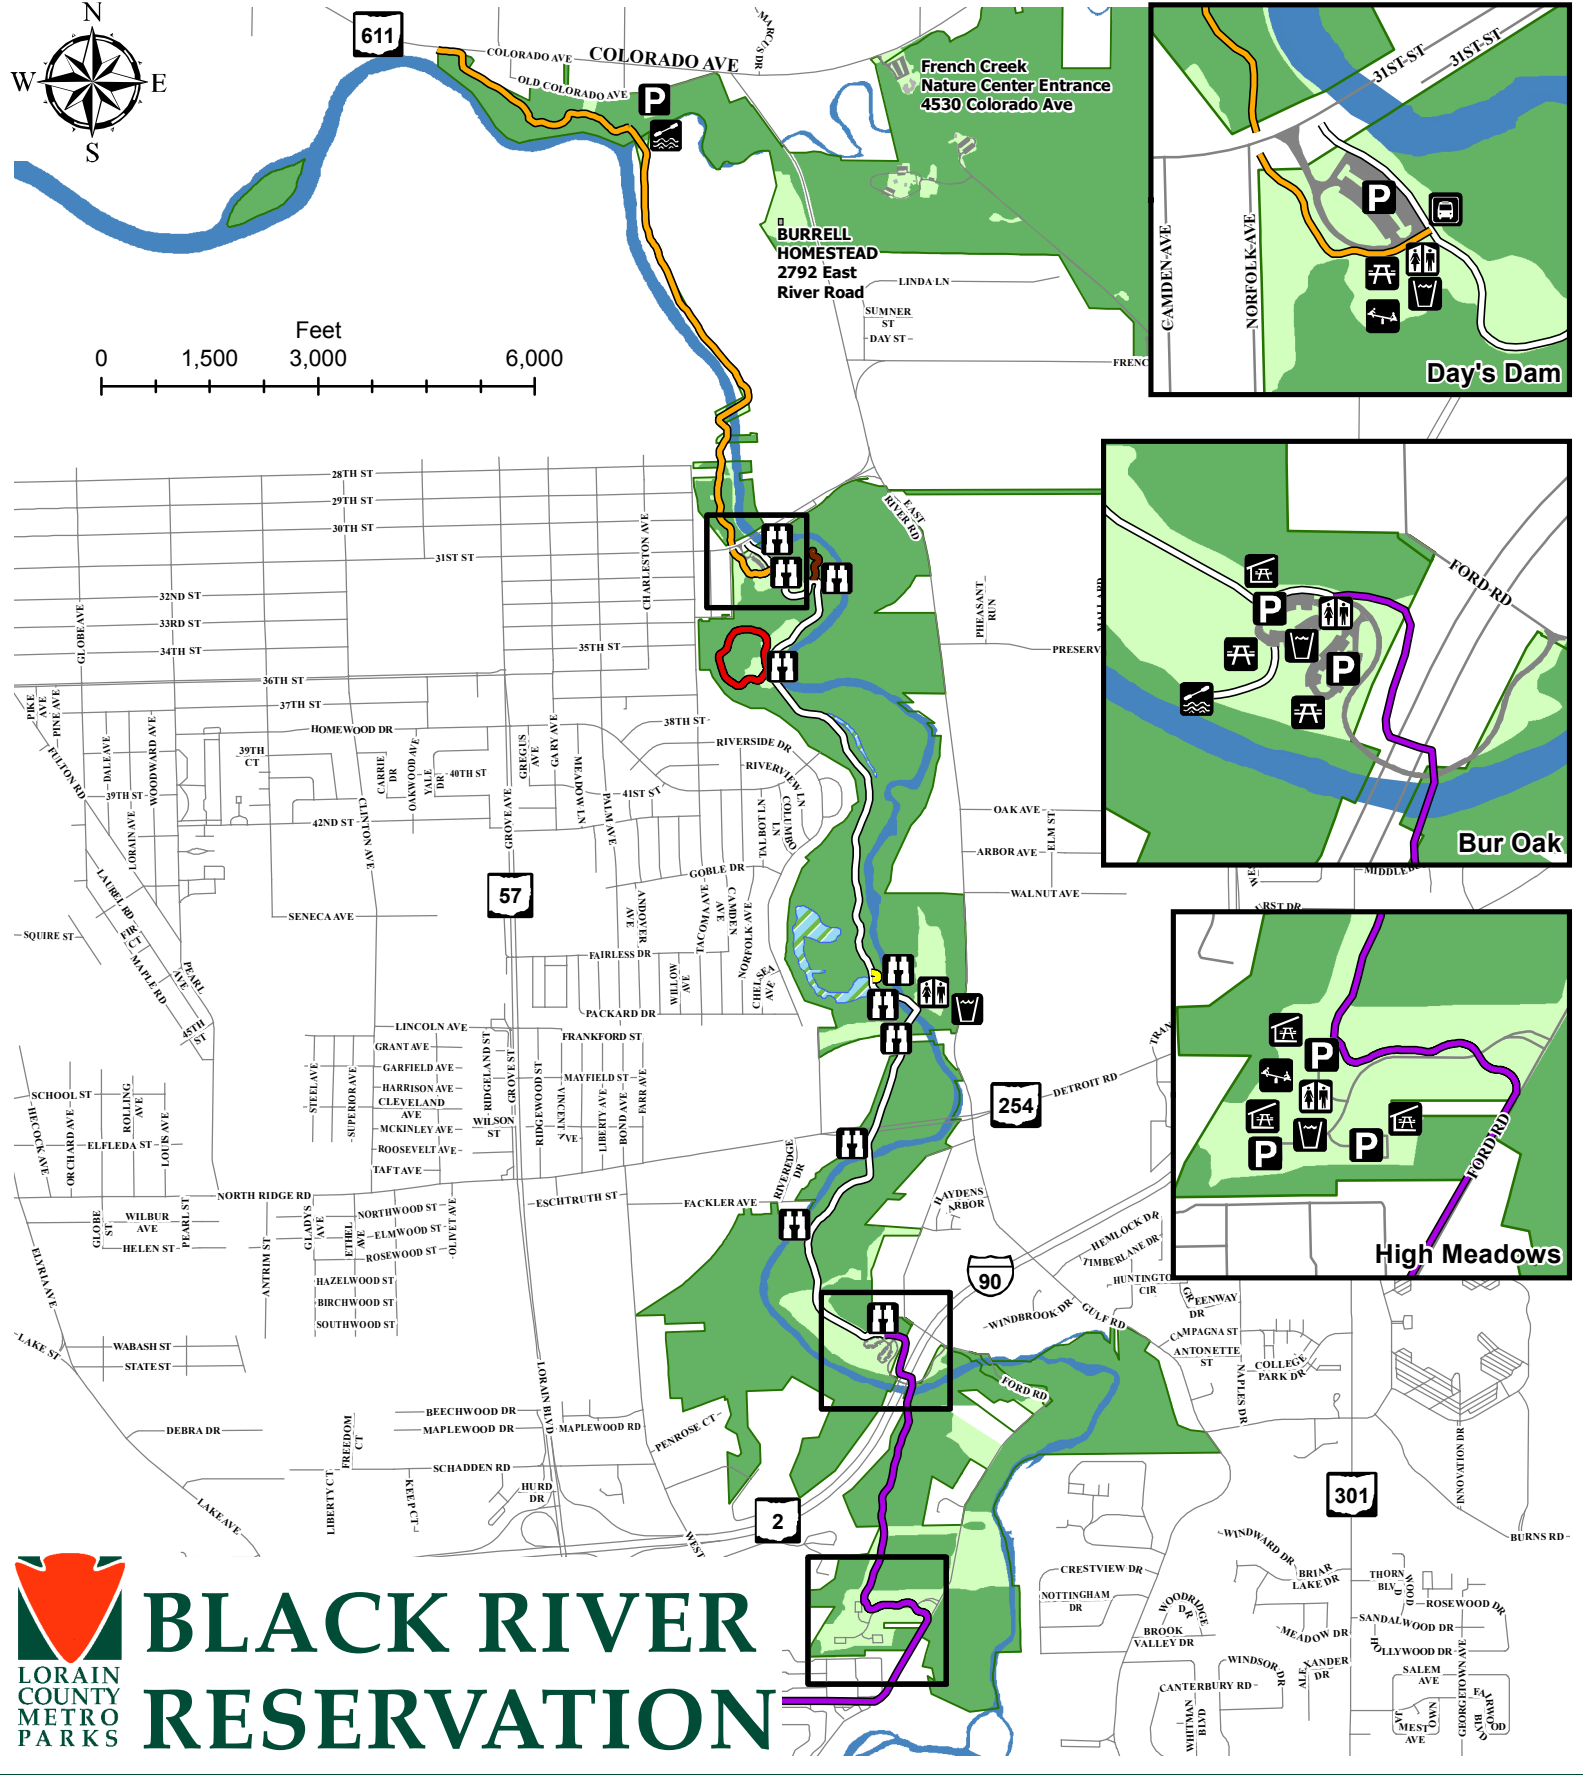 N
W
E
S
611
COLORADO AVE
COLORADO AVE
OLD COLORADO AVE
MARCUS DR
P
French Creek
Nature Center Entrance
4530 Colorado Ave
BURRELL
HOMESTEAD
2792 East
River Road
LINDA LN
SUMNER
ST
DAY ST
FRENC
31ST-ST
31ST-ST
P
CAMDEN-AVE
NORFOLK-AVE
Day's Dam
Feet
0
1,500
3,000
6,000
28TH ST
29TH ST
30TH ST
31ST ST
32ND ST
33RD ST
34TH ST
35TH ST
36TH ST
37TH ST
38TH ST
GLOBE AVE
CHARLESTON AVE
EAST
RIVER RD
PHEASANT
RUN
MALLARD
PRESERV
FORD RD
P
P
Bur Oak
PIKE
AVE
PINE AVE
FULTON RD
DALE AVE
WOODWARD AVE
39TH ST
LORAIN AVE
HOMEWOOD DR
39TH
CT
CARRIE
DR
OAKWOOD AVE
YALE
DR
40TH ST
GREGUS
AVE
GARY AVE
MEADOW LN
41ST ST
42ND ST
CLINTON AVE
GROVE AVE
PALM AVE
RIVERSIDE DR
RIVERVIEW LN
TALBOT LN
COLUMBO
LN
GOBLE DR
OAK AVE
ELM ST
ARBOR AVE
WALNUT AVE
57
LAUREL RD
FIR
CT
MAPLE RD
PEARL
AVE
45TH
ST
SQUIRE ST
SENECA AVE
ANDOVER
AVE
TACOMA AVE
CAMDEN
AVE
NORFOLK AVE
CHELSEA
AVE
WILLOW
AVE
FAIRLESS DR
PACKARD DR
LINCOLN AVE
GRANT AVE
GARFIELD AVE
HARRISON AVE
CLEVELAND
AVE
MCKINLEY AVE
ROOSEVELT AVE
TAFT AVE
STEEL AVE
SUPERIOR AVE
RIDGELAND ST
GROVE ST
WILSON
ST
RIDGEWOOD ST
FRANKFORD ST
MAYFIELD ST
VINCENT
VE
LIBERTY AVE
BOND AVE
FARR AVE
SCHOOL ST
HECOCK AVE
ORCHARD AVE
ROLLING
AVE
ELFLEDA ST
LOUIS AVE
254
DETROIT RD
TRAN
MIDDLE
P
P
P
FORD RD
High Meadows
NORTH RIDGE RD
ESCHTRUTH ST
FACKLER AVE
RIVEREDGE
DR
HAYDENS
ARBOR
GLOBE
ST
WILBUR
AVE
PEARL ST
HELEN ST
ELYRIA AVE
ANTRIM ST
GLADYS
AVE
ETHEL
AVE
NORTHWOOD ST
ELMWOOD ST
ROSEWOOD ST
OLIVET AVE
HAZELWOOD ST
BIRCHWOOD ST
SOUTHWOOD ST
90
HEMLOCK DR
TIMBERLANE DR
HUNTINGTO
CIR
GREENWAY
DR
WINDBROOK DR
GULF RD
CAMPAGNA ST
ANTONETTE
ST
COLLEGE
PARK DR
NAPLES DR
FORD RD
LAKE ST
WABASH ST
STATE ST
DEBRA DR
LAKE AVE
LORAIN BLVD
BEECHWOOD DR
MAPLEWOOD DR
MAPLEWOOD RD
SCHADDEN RD
FREEDOM
CT
LIBERTY CT
KEEP CT
HURD
DR
PENROSE CT
WEST
2
301
INNOVATION DR
BURNS RD
WINDWARD DR
BRIAR
LAKE DR
CRESTVIEW DR
NOTTINGHAM
DR
WOODRIDGE
DR
BROOK
VALLEY DR
MEADOW DR
THORN
BLVD
WOOD
ROSEWOOD DR
SANDALWOOD DR
HOLLYWOOD DR
SALEM
AVE
GEORGETOWN AVE
WINDSOR DR
ALEXANDER
DR
CANTERBURY RD
WHITMAN
BLVD
MEST
AVE
LORAIN
COUNTY
METRO
PARKS
BLACK RIVER
RESERVATION